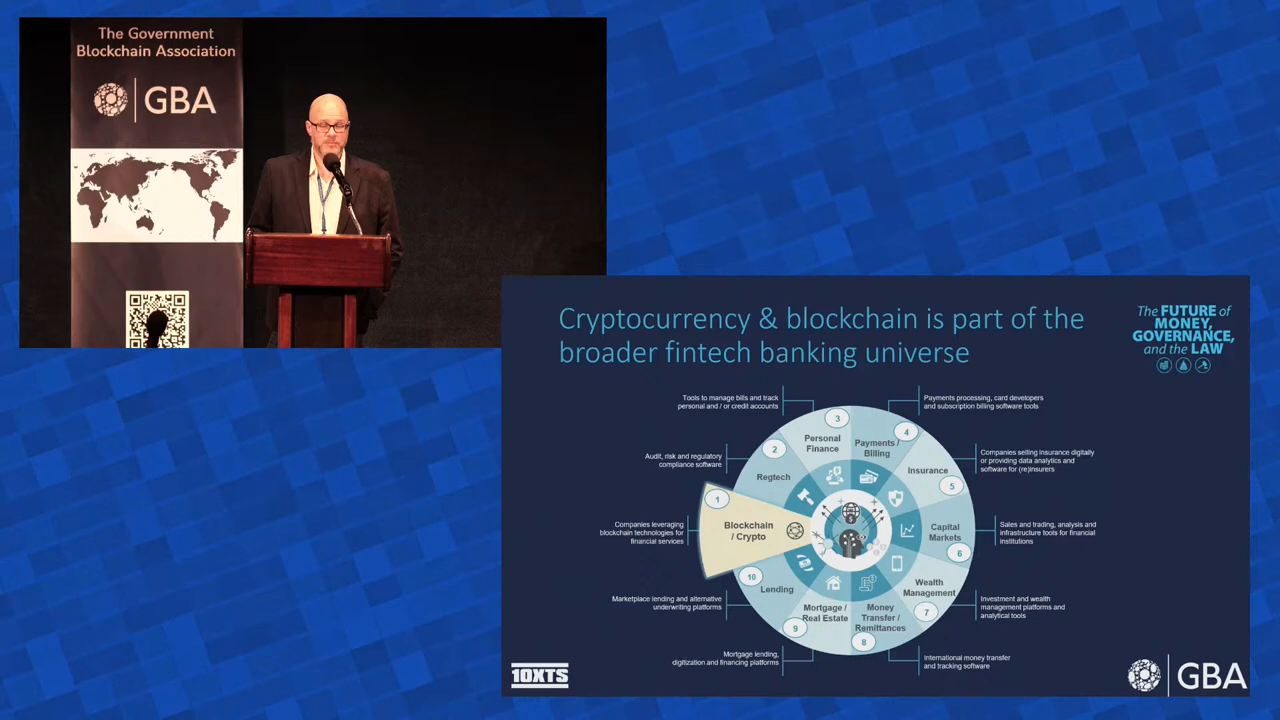 The Government
Blockchain Association
GBA
Cryptocurrency & blockchain is part of the
broader fintech banking universe
The FUTURE of
MONEY,
GOVERNANCE,
and the LAW
Tools to manage bills and track
personal and / or credit accounts
Payments processing, card developers
and subscription billing software tools
Audit, risk and regulatory
compliance software
Companies selling insurance digitally
or providing data analytics and
software for (re)insurers
Companies leveraging
blockchain technologies for
financial services
Sales and trading, analysis and
infrastructure tools for financial
institutions
Marketplace lending and alternative
underwriting platforms
Investment and wealth
management platforms and
analytical tools
Mortgage lending,
digitization and financing platforms
International money transfer
and tracking software
1
Blockchain
/ Crypto
2
Regtech
3
Personal
Finance
4
Payments /
Billing
5
Insurance
6
Capital
Markets
7
Wealth
Management
8
Money
Transfer /
Remittances
9
Mortgage /
Real Estate
10
Lending
$
10XTS
GBA